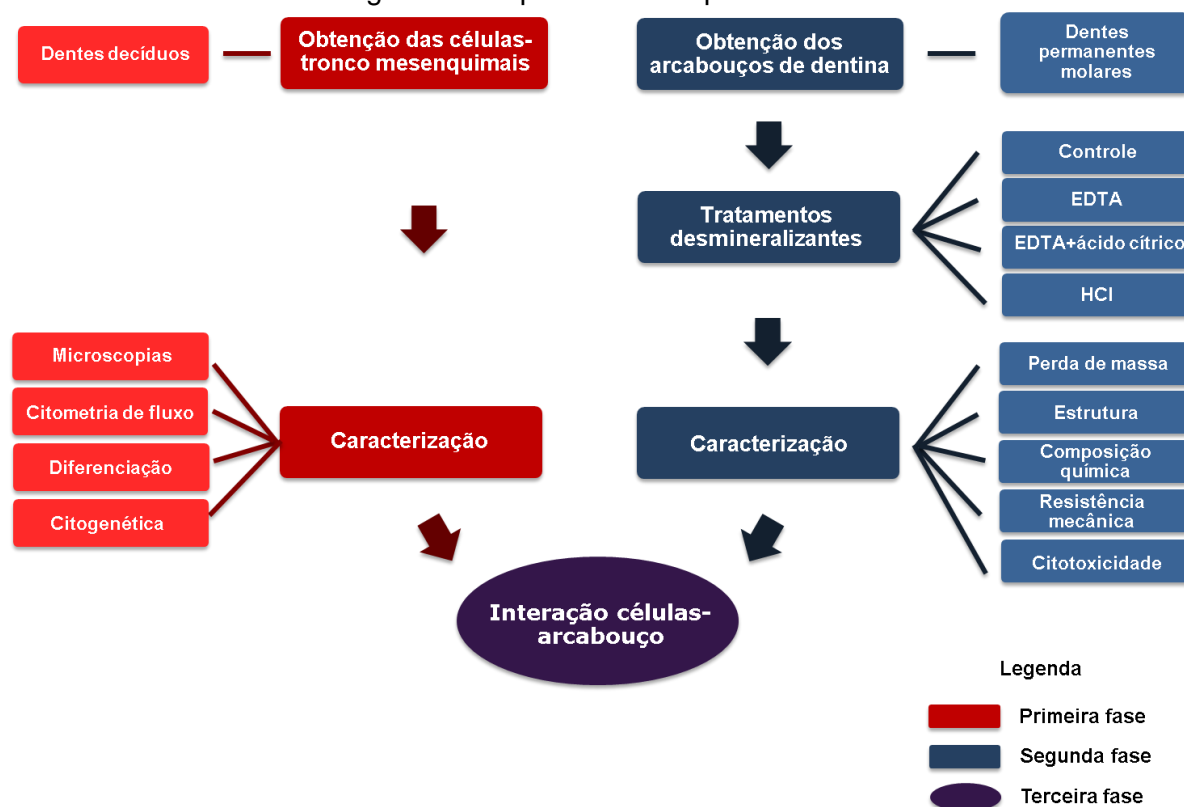 Dentes decíduos
Obtenção das células-
tronco mesenquimais
Obtenção dos
arcabouços de dentina
Dentes
permanentes
molares
Tratamentos
desmineralizantes
Controle
EDTA
EDTA+ácido cítrico
HCl
Microscopias
Citometria de fluxo
Diferenciação
Citogenética
Caracterização
Caracterização
Perda de massa
Estrutura
Composição
química
Resistência
mecânica
Citotoxicidade
Interação células-
arcabouço
Legenda
Primeira fase
Segunda fase
Terceira fase